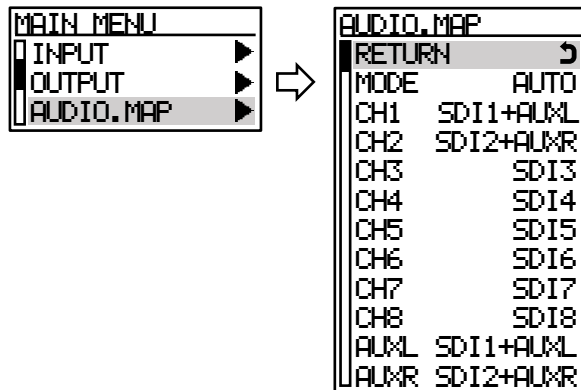 MAIN MENU
INPUT
OUTPUT
AUDIO.MAP
AUDIO.MAP
RETURN
MODE AUTO
CH1 SDI1+AUXL
CH2 SDI2+AUXR
CH3 SDI3
CH4 SDI4
CH5 SDI5
CH6 SDI6
CH7 SDI7
CH8 SDI8
AUXL SDI1+AUXL
AUXR SDI2+AUXR